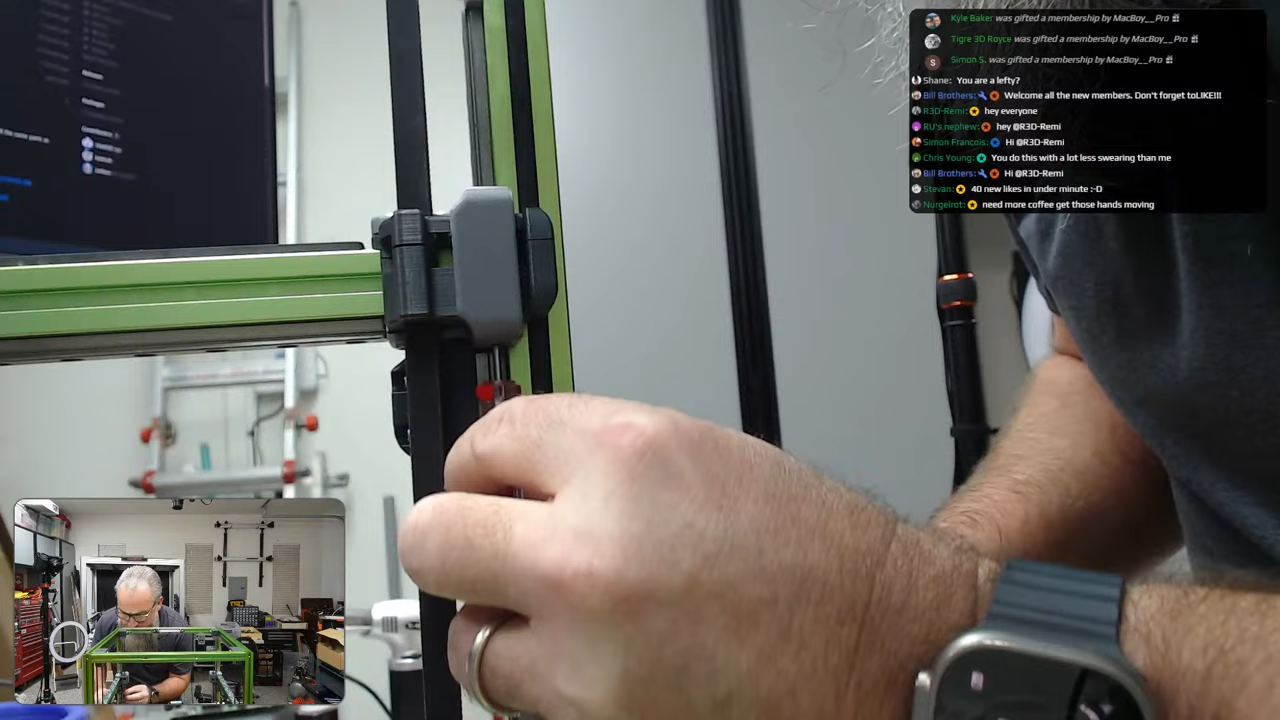 Kyle Baker was gifted a membership by MacBoy__Pro
Tigre 3D Royce was gifted a membership by MacBoy__Pro
Simon S. was gifted a membership by MacBoy__Pro
Shane: You are a lefty?
Bill Brothers: Welcome all the new members. Don't forget toLIKE!!!
R3D-Remi: hey everyone
RU's nephew: hey @R3D-Remi
Simon Francois: Hi @R3D-Remi
Chris Young: You do this with a lot less swearing than me
Bill Brothers: Hi @R3D-Remi
Stevan: 40 new likes in under minute :-D
Nurgelrot: need more coffee get those hands moving